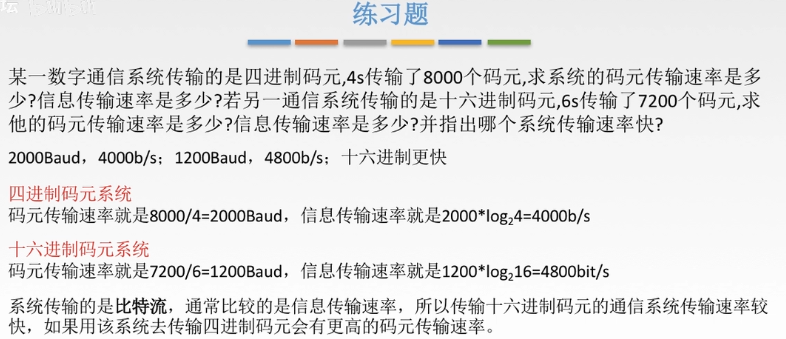 练习题
某一数字通信系统传输的是四进制码元,4s传输了8000个码元,求系统的码元传输速率是多
少?信息传输速率是多少?若另一通信系统传输的是十六进制码元,6s传输了7200个码元,求
他的码元传输速率是多少?信息传输速率是多少?并指出哪个系统传输速率快?
2000Baud，4000b/s；1200Baud，4800b/s；十六进制更快
四进制码元系统
码元传输速率就是8000/4=2000Baud，信息传输速率就是2000*log₂4=4000b/s
十六进制码元系统
码元传输速率就是7200/6=1200Baud，信息传输速率就是1200*log₂16=4800bit/s
系统传输的是比特流，通常比较的是信息传输速率，所以传输十六进制码元的通信系统传输速率较
快，如果用该系统去传输四进制码元会有更高的码元传输速率。